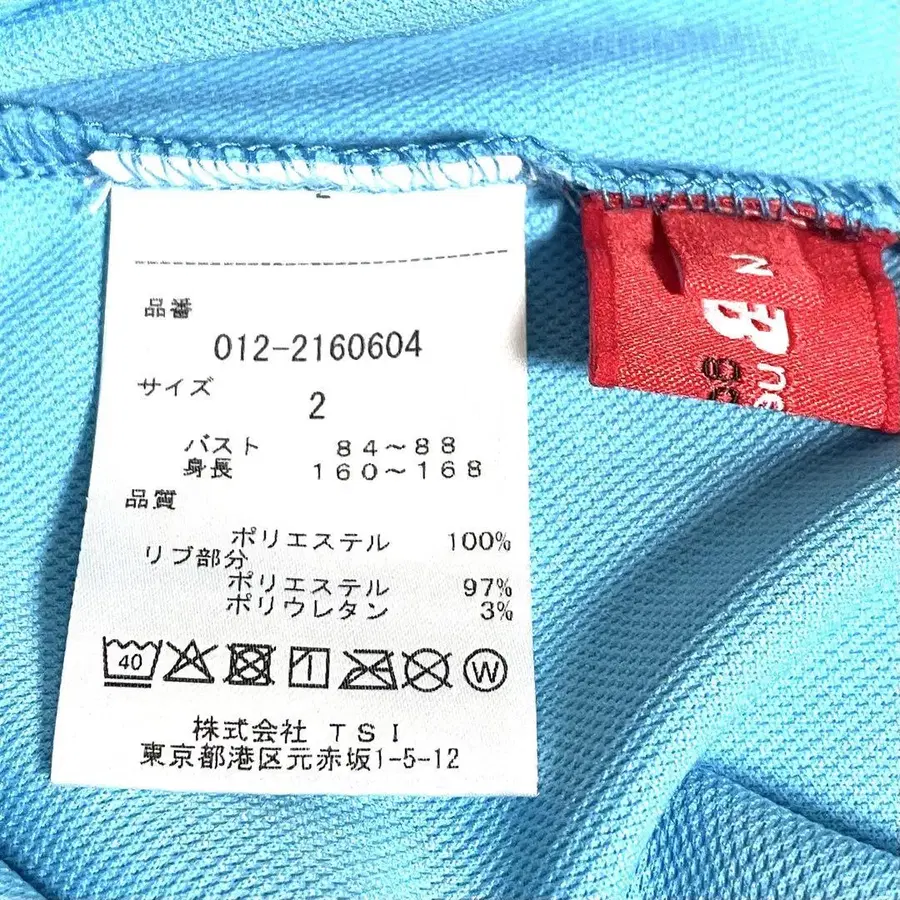 品番
012-2160604
サイズ
2
バスト 84～88
身長 160～168
品質
ポリエステル 100%
リブ部分
ポリエステル 97%
ポリウレタン 3%
40
W
株式会社 TSI
東京都港区元赤坂1-5-12
N
B
ne